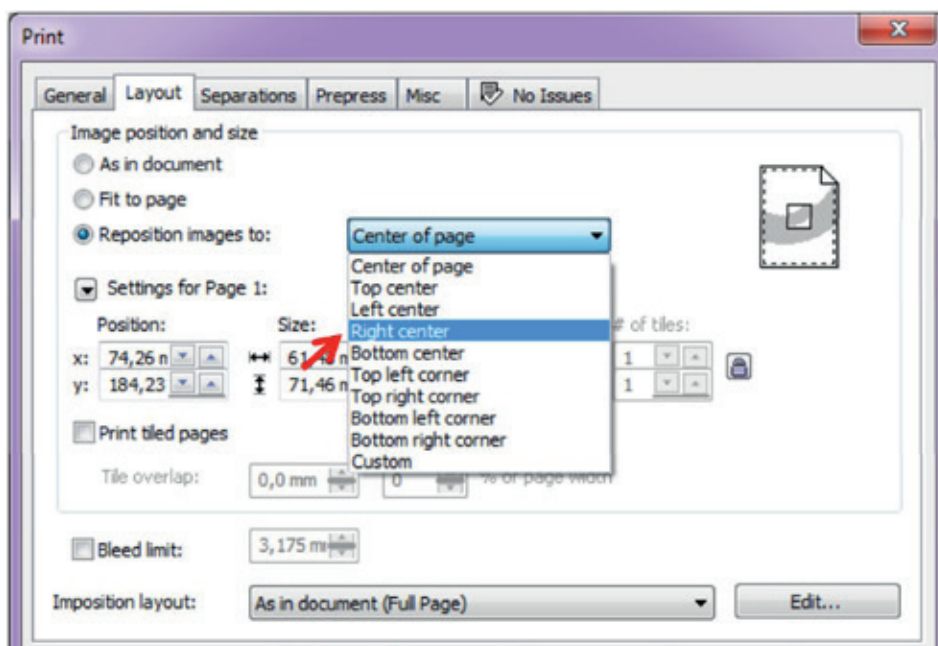 Print
General Layout Separations Prepress Misc No Issues
Image position and size
As in document
Fit to page
Reposition images to: Center of page
Center of page
Settings for Page 1:
Top center
Left center
Position: Size: Right center # of tiles:
x: 74,26 Bottom center 1
y: 184,23 71,46 Top left corner 1
Top right corner
Print tiled pages
Bottom left corner
Bottom right corner
Custom
Tile overlap: 0,0 mm 0 % of page width
Bleed limit: 3,175
Imposition layout: As in document (Full Page) Edit...